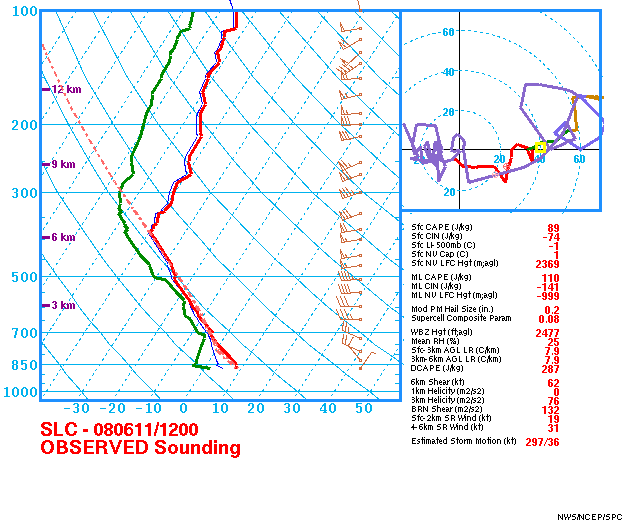 100
200
300
400
500
700
850
1000
12 km
9 km
6 km
3 km
-30 -20 -10 0 10 20 30 40 50
60
40
20
20
20 40 60
SLC - 080611/1200
OBSERVED Sounding
Sfc CAPE (J/kg) 89
Sfc CIN (J/kg) -74
Sfc LI-500mb (C) -1
Sfc NV Cap (C) 1
Sfc NV LFC Hgt (m;agl) 2369
ML CAPE (J/kg) 110
ML CIN (J/kg) -141
ML NV LFC Hgt (m;agl) -999
Mod PM Hail Size (in.) 0.2
Supercell Composite Param 0.08
WBZ Hgt (ft;agl) 2477
Mean RH (%) 25
Sfc-3km AGL LR (C/km) 7.9
3km-6km AGL LR (C/km) 7.9
DCAPE (J/kg) 287
6km Shear (kt) 62
1km Helicity (m2/s2) 0
3km Helicity (m2/s2) 76
BRN Shear (m2/s2) 132
Sfc-2km SR Wind (kt) 19
4-6km SR Wind (kt) 31
Estimated Storm Motion (kt) 297/36
NWS/NCEP/SPC